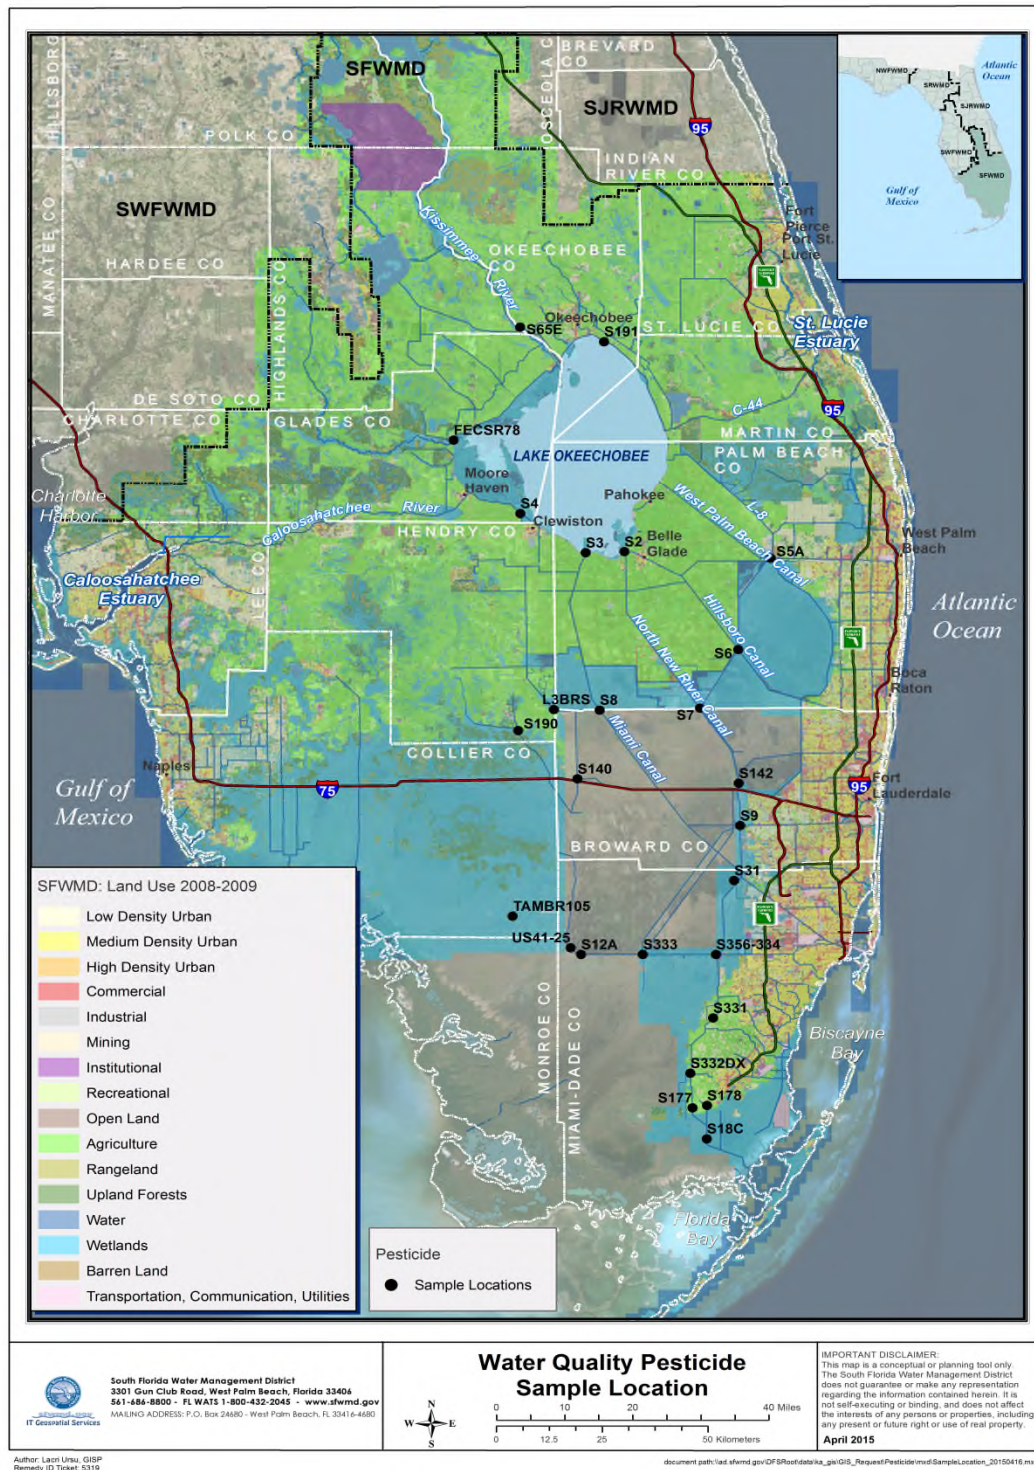 BREVARD
CO
HILLSBORO
SFWMD
OSCEOLA C
SJRWMD
95
POLK CO
INDIAN
RIVER CO
SWFWMD
MANATEE CO
HARDEE CO
HIGHLANDS CO
Kissimmee
River
OKEECHOBEE
CO
Fort
Pierce
Port St.
Lucie
Okeechobee
S65E
S191
ST. LUCIE CO
St. Lucie
Estuary
DE SOTO CO
CHARLOTTE CO
GLADES CO
C-44
95
MARTIN CO
PALM BEACH
CO
FECSR78
LAKE OKEECHOBEE
Moore
Haven
Pahokee
Charlotte
Harbor
Caloosahatchee
River
S4
Clewiston
HENDRY CO
West Palm Beach Canal
L-8
S3
S2
Belle
Glade
S5A
West Palm
Beach
Caloosahatchee
Estuary
LEE CO
Atlantic
Ocean
Hillsboro Canal
North New River Canal
S6
Boca
Raton
L3BRS
S8
S7
S190
Miami Canal
COLLIER CO
Naples
Gulf of
Mexico
75
S140
S142
95
Fort
Lauderdale
S9
BROWARD CO
S31
TAMBR105
US41-25
S12A
S333
S356-334
MONROE CO
MIAMI-DADE CO
S331
Biscayne
Bay
S332DX
S177
S178
S18C
Florida
Bay
Atlantic
Ocean
NWFWMD
SRWMD
SJRWMD
SWFWMD
SFWMD
Gulf of
Mexico
SFWMD: Land Use 2008-2009
Low Density Urban
Medium Density Urban
High Density Urban
Commercial
Industrial
Mining
Institutional
Recreational
Open Land
Agriculture
Rangeland
Upland Forests
Water
Wetlands
Barren Land
Transportation, Communication, Utilities
Pesticide
Sample Locations
IT Geospatial Services
South Florida Water Management District
3301 Gun Club Road, West Palm Beach, Florida 33406
561-686-8800 - FL WATS 1-800-432-2045 - www.sfwmd.gov
MAILING ADDRESS: P.O. Box 24680 - West Palm Beach, FL 33416-4680
Water Quality Pesticide
Sample Location
N
W E
S
0 10 20 40 Miles
0 12.5 25 50 Kilometers
IMPORTANT DISCLAIMER:
This map is a conceptual or planning tool only.
The South Florida Water Management District
does not guarantee or make any representation
regarding the information contained herein. It is
not self-executing or binding, and does not affect
the interests of any persons or properties, including
any present or future right or use of real property.
April 2015
Author: Lacri Ursu, GISP
Remedy ID Ticket: 5319